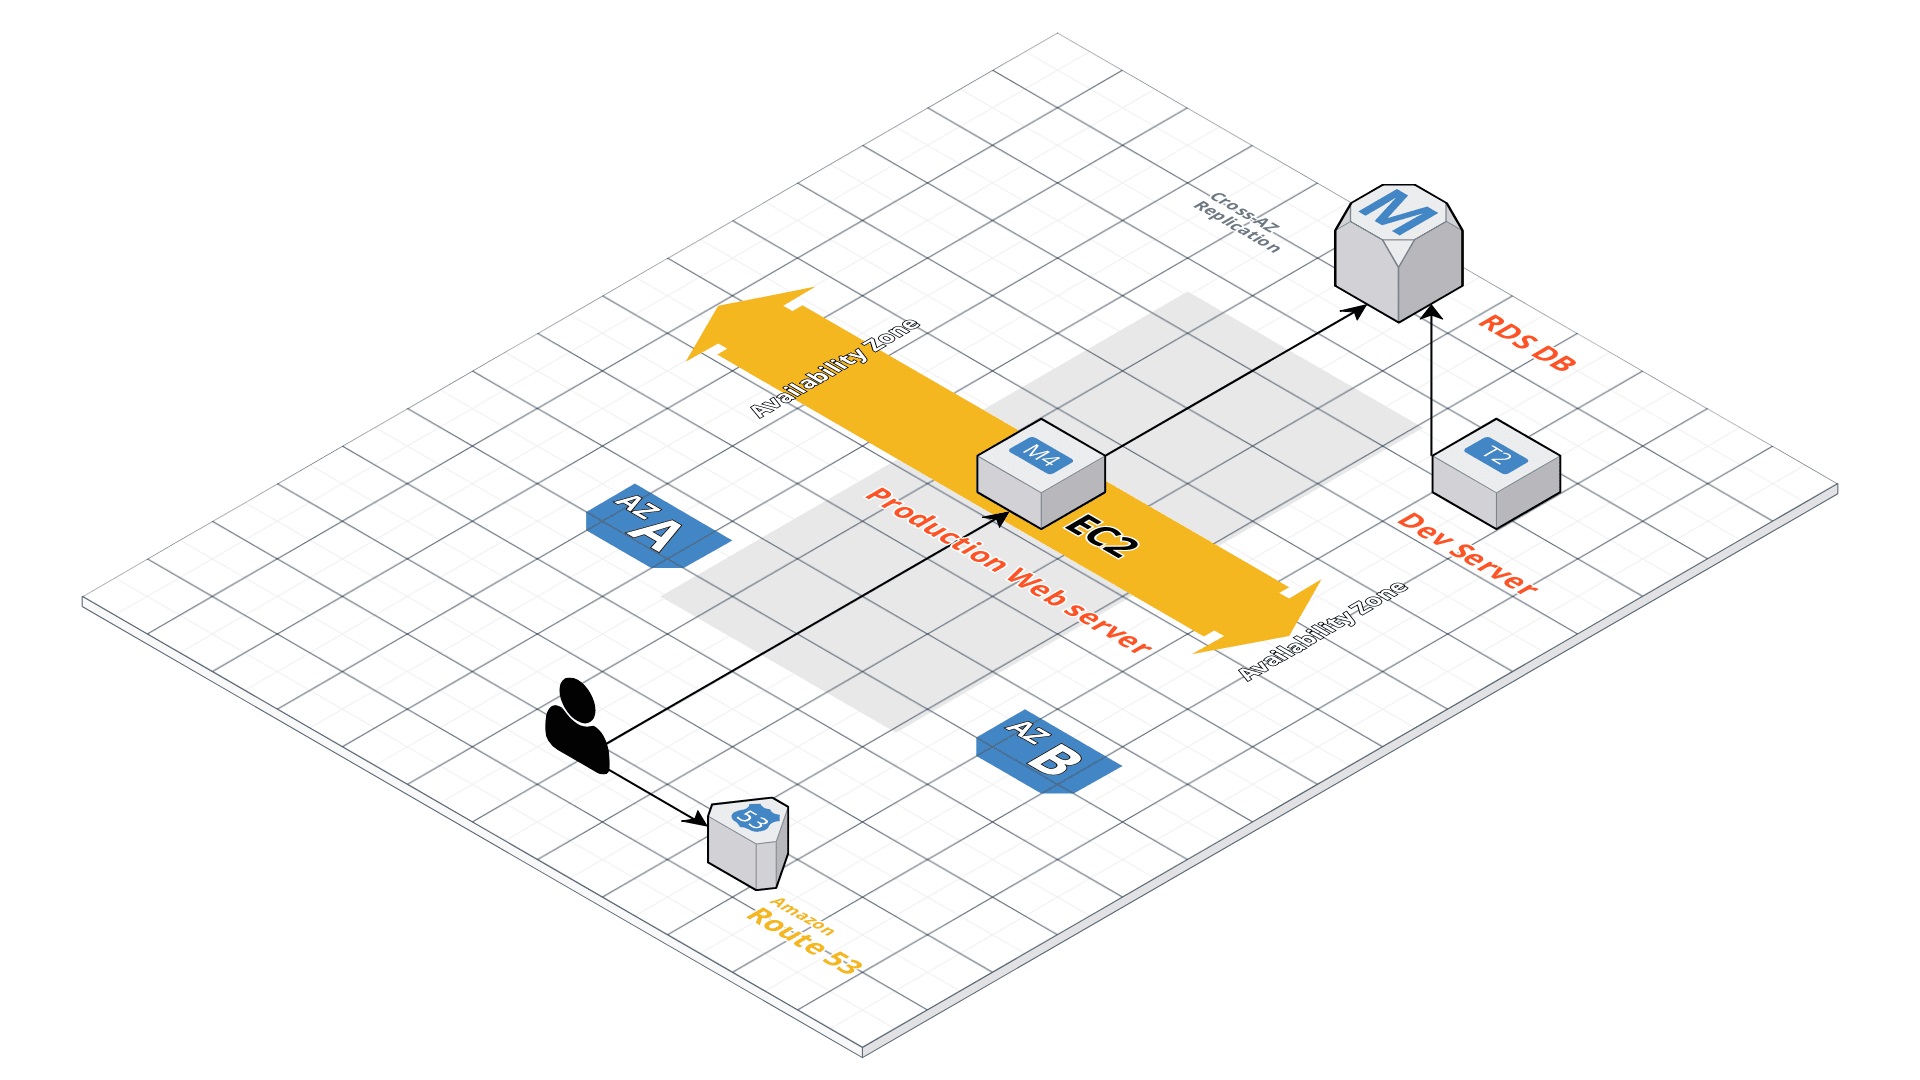 Cross-AZ
Replication
M
RDS DB
Availability Zone
M4
T2
EC2
Production Web server
Dev Server
AZ
A
Availability Zone
AZ
B
53
Amazon
Route 53